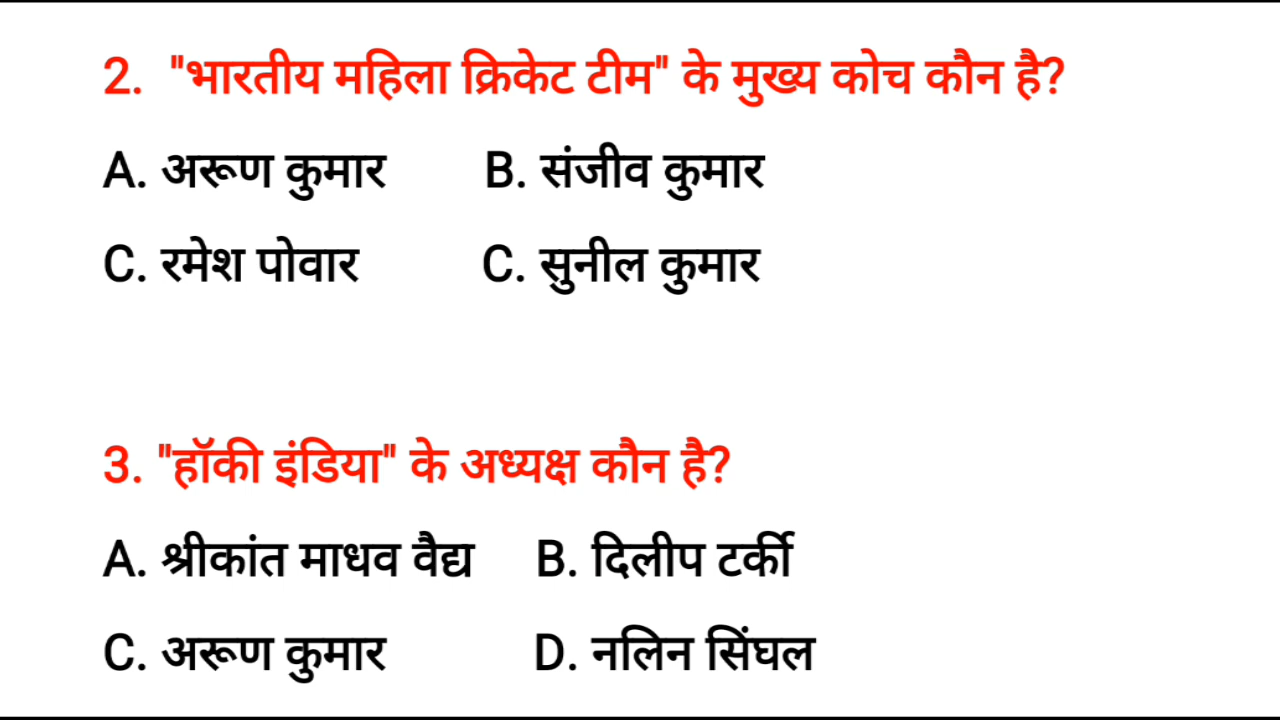 2. "भारतीय महिला क्रिकेट टीम" के मुख्य कोच कौन है?
A. अरूण कुमार B. संजीव कुमार
C. रमेश पोवार C. सुनील कुमार
3. "हॉकी इंडिया" के अध्यक्ष कौन है?
A. श्रीकांत माधव वैद्य B. दिलीप टर्की
C. अरूण कुमार D. नलिन सिंघल